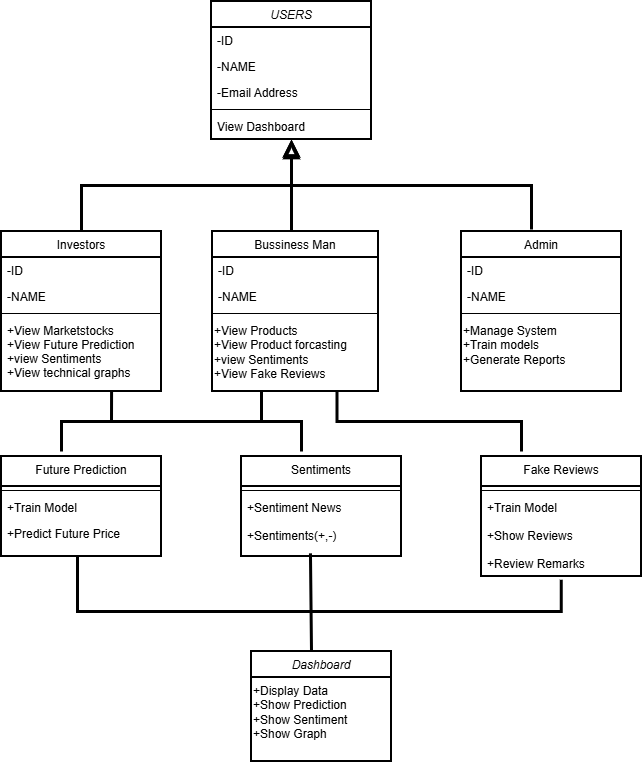 USERS
-ID
-NAME
-Email Address
View Dashboard
Investors
-ID
-NAME
+View Marketstocks
+View Future Prediction
+view Sentiments
+View technical graphs
Bussiness Man
-ID
-NAME
+View Products
+View Product forcasting
+view Sentiments
+View Fake Reviews
Admin
-ID
-NAME
+Manage System
+Train models
+Generate Reports
Future Prediction
+Train Model
+Predict Future Price
Sentiments
+Sentiment News
+Sentiments(+,-)
Fake Reviews
+Train Model
+Show Reviews
+Review Remarks
Dashboard
+Display Data
+Show Prediction
+Show Sentiment
+Show Graph